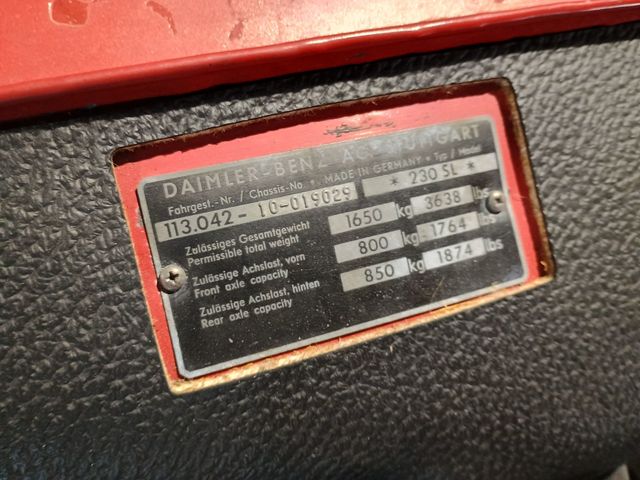 DAIMLER-BENZ AG STUTTGART
Fahrgest.-Nr. / Chassis-No. • MADE IN GERMANY • Typ / Model
113.042-10-019029 * 230 SL *
Zulässiges Gesamtgewicht 1650 kg 3638 lbs
Permissible total weight
Zulässige Achslast, vorn 800 kg 1764 lbs
Front axle capacity
Zulässige Achslast, hinten 850 kg 1874 lbs
Rear axle capacity